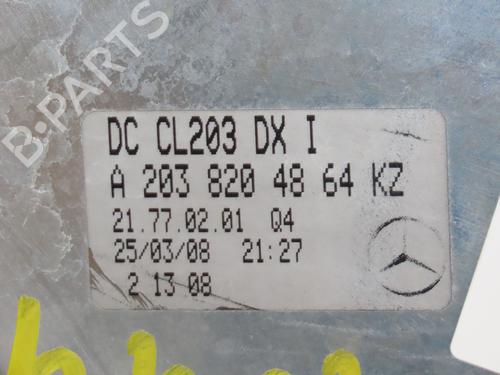 B-PARTS
DC CL203 DX I
A 203 820 48 64 KZ
21.77.02.01 Q4
25/03/08 21:27
2 13 08